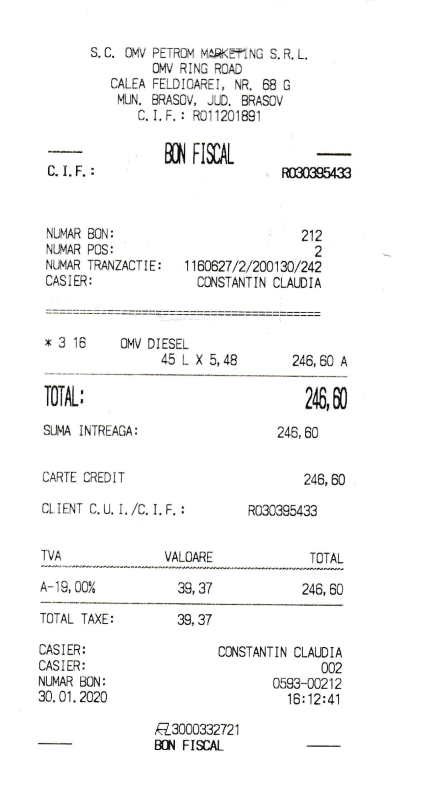 S.C. OMV PETROM MARKETING S.R.L.
OMV RING ROAD
CALEA FELDIOAREI, NR. 68 G
MUN. BRASOV, JUD. BRASOV
C.I.F.: RO11201891
BON FISCAL
C.I.F.: RO30395433
NUMAR BON: 212
NUMAR POS: 2
NUMAR TRANZACTIE: 1160627/2/200130/242
CASIER: CONSTANTIN CLAUDIA
* 3 16 OMV DIESEL
45 L X 5,48 246,60 A
TOTAL: 246,60
SUMA INTREAGA: 246,60
CARTE CREDIT 246,60
CLIENT C.U.I./C.I.F.: RO30395433
TVA VALOARE TOTAL
A-19,00% 39,37 246,60
TOTAL TAXE: 39,37
CASIER: CONSTANTIN CLAUDIA
CASIER: 002
NUMAR BON: 0593-00212
30.01.2020 16:12:41
3000332721
BON FISCAL